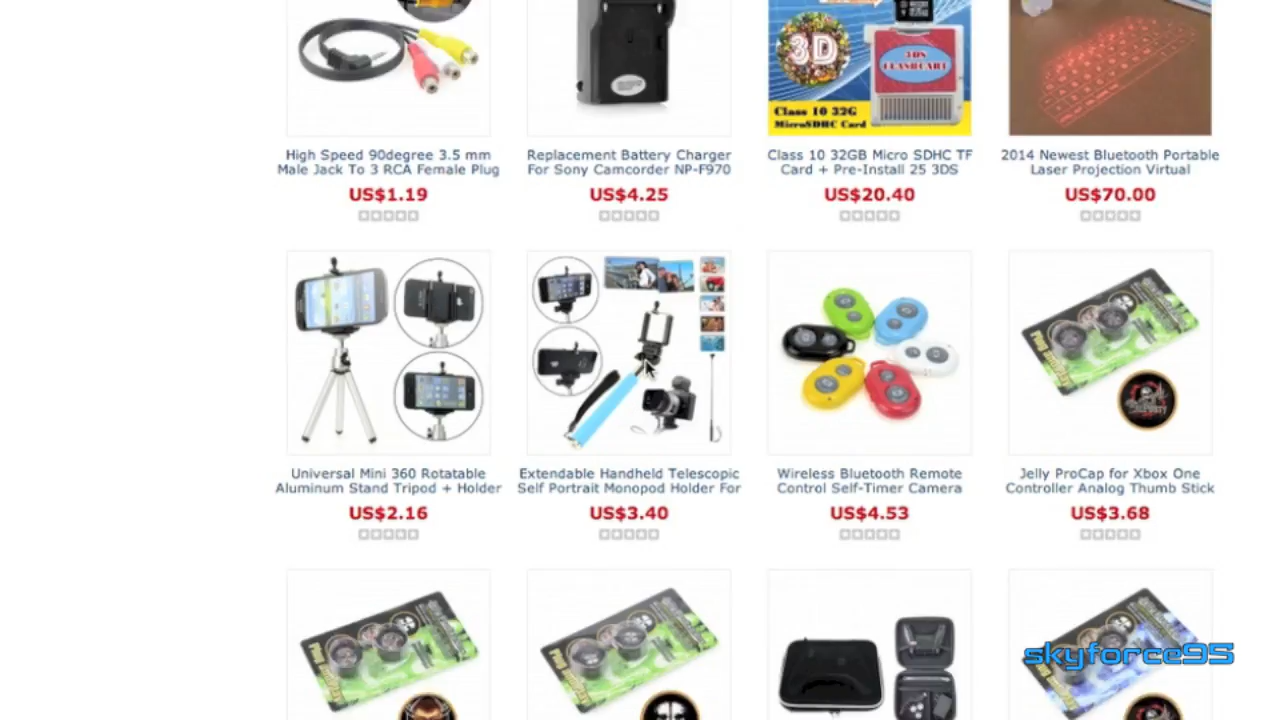 3D
3DS
FLASHCART
Class 10 32G
MicroSDHC Card
High Speed 90degree 3.5 mm
Male Jack To 3 RCA Female Plug
US$1.19
Replacement Battery Charger
For Sony Camcorder NP-F970
US$4.25
Class 10 32GB Micro SDHC TF
Card + Pre-Install 25 3DS
US$20.40
2014 Newest Bluetooth Portable
Laser Projection Virtual
US$70.00
Universal Mini 360 Rotatable
Aluminum Stand Tripod + Holder
US$2.16
Extendable Handheld Telescopic
Self Portrait Monopod Holder For
US$3.40
Wireless Bluetooth Remote
Control Self-Timer Camera
US$4.53
Jelly ProCap for Xbox One
Controller Analog Thumb Stick
US$3.68
skyforce95